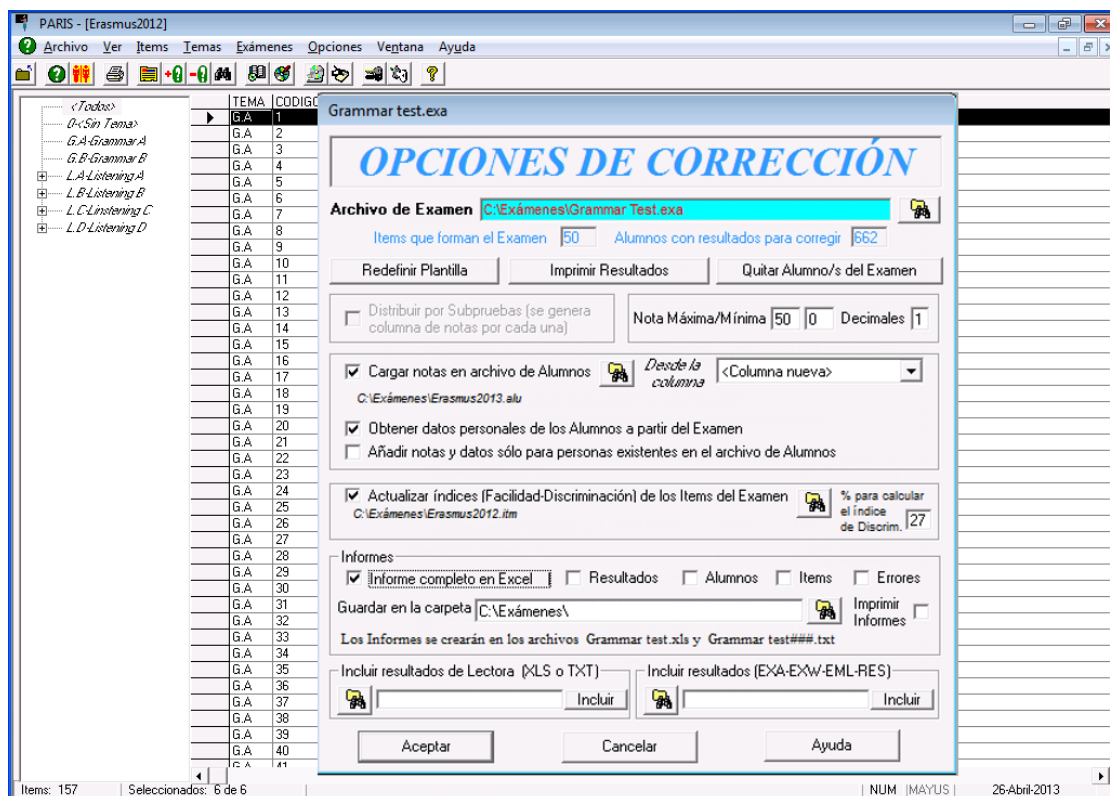 PARIS - [Erasmus2012]
Archivo Ver Items Temas Exámenes Opciones Ventana Ayuda
<Todos>
0-<Sin Tema>
G.A-Grammar A
G.B-Grammar B
L.A-Listening A
L.B-Listening B
L.C-Linstening C
L.D-Listening D
TEMA CODIGO
G.A 1
G.A 2
G.A 3
G.A 4
G.A 5
G.A 6
G.A 7
G.A 8
G.A 9
G.A 10
G.A 11
G.A 12
G.A 13
G.A 14
G.A 15
G.A 16
G.A 17
G.A 18
G.A 19
G.A 20
G.A 21
G.A 22
G.A 23
G.A 24
G.A 25
G.A 26
G.A 27
G.A 28
G.A 29
G.A 30
G.A 31
G.A 32
G.A 33
G.A 34
G.A 35
G.A 36
G.A 37
G.A 38
G.A 39
G.A 40
G.A 41
Grammar test.exa
OPCIONES DE CORRECCIÓN
Archivo de Examen C:\Exámenes\Grammar Test.exa
Items que forman el Examen 50 Alumnos con resultados para corregir 662
Redefinir Plantilla Imprimir Resultados Quitar Alumno/s del Examen
Distribuir por Subpruebas (se genera
columna de notas por cada una)
Nota Máxima/Mínima 50 0 Decimales 1
Cargar notas en archivo de Alumnos
Desde la
columna
<Columna nueva>
C:\Exámenes\Erasmus2013.alu
Obtener datos personales de los Alumnos a partir del Examen
Añadir notas y datos sólo para personas existentes en el archivo de Alumnos
Actualizar índices (Facilidad-Discriminación) de los Items del Examen
C:\Exámenes\Erasmus2012.itm
% para calcular
el índice
de Discrim. 27
Informes
Informe completo en Excel Resultados Alumnos Items Errores
Guardar en la carpeta C:\Exámenes\
Imprimir
Informes
Los Informes se crearán en los archivos Grammar test.xls y Grammar test###.txt
Incluir resultados de Lectora (XLS o TXT) Incluir resultados (EXA-EXW-EML-RES)
Incluir Incluir
Aceptar Cancelar Ayuda
Items: 157 Seleccionados: 6 de 6 NUM MAYUS 26-Abril-2013